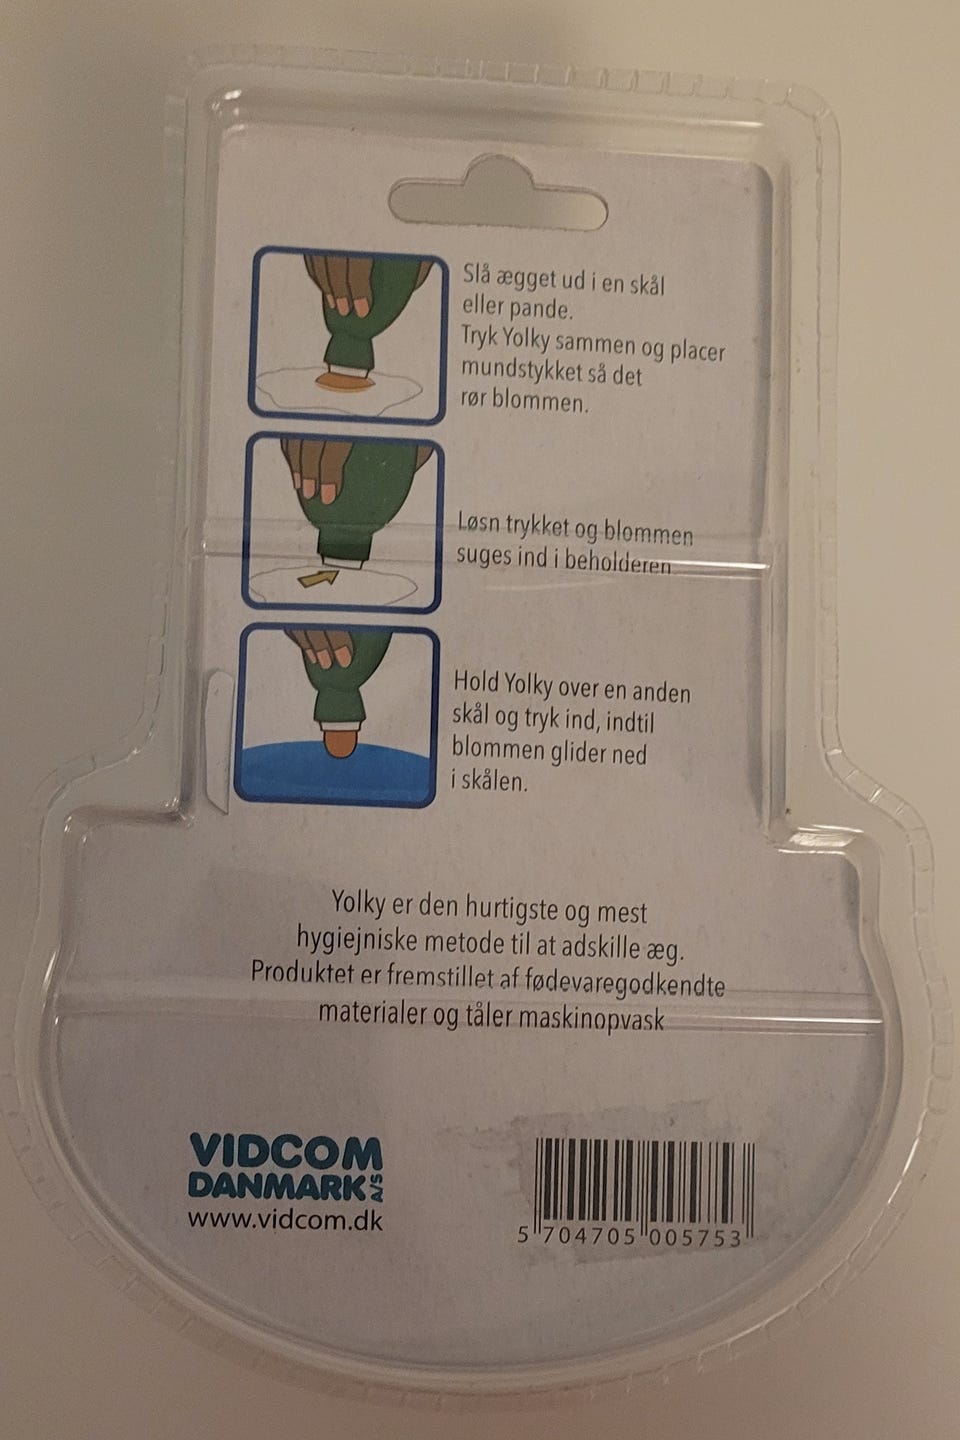 Slå ægget ud i en skål
eller pande.
Tryk Yolky sammen og placer
mundstykket så det
rør blommen.
Løsn trykket og blommen
suges ind i beholderen
Hold Yolky over en anden
skål og tryk ind, indtil
blommen glider ned
i skålen.
Yolky er den hurtigste og mest
hygiejniske metode til at adskille æg.
Produktet er fremstillet af fødevaregodkendte
materialer og tåler maskinopvask
VIDCOM
DANMARK A/S
www.vidcom.dk
5 704705 005753